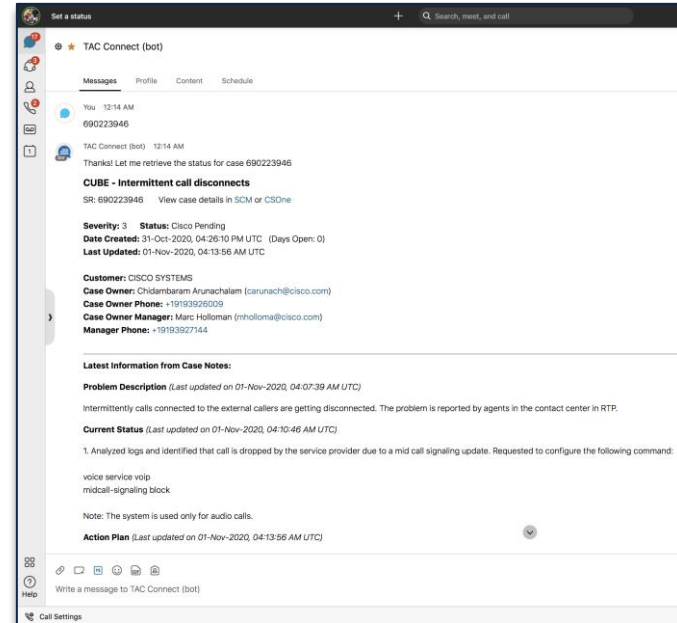 Set a status
Search, meet, and call
17
TAC Connect (bot)
3
Messages Profile Content Schedule
2
You 12:14 AM
690223946
1
TAC Connect (bot) 12:14 AM
Thanks! Let me retrieve the status for case 690223946
CUBE - Intermittent call disconnects
SR: 690223946 View case details in SCM or CSOne
Severity: 3 Status: Cisco Pending
Date Created: 31-Oct-2020, 04:26:10 PM UTC (Days Open: 0)
Last Updated: 01-Nov-2020, 04:13:56 AM UTC
Customer: CISCO SYSTEMS
Case Owner: Chidambaram Arunachalam (carunach@cisco.com)
Case Owner Phone: +19193926009
Case Owner Manager: Marc Holloman (mholloma@cisco.com)
Manager Phone: +19193927144
Latest Information from Case Notes:
Problem Description (Last updated on 01-Nov-2020, 04:07:39 AM UTC)
Intermittently calls connected to the external callers are getting disconnected. The problem is reported by agents in the contact center in RTP.
Current Status (Last updated on 01-Nov-2020, 04:10:46 AM UTC)
1. Analyzed logs and identified that call is dropped by the service provider due to a mid call signaling update. Requested to configure the following command:
voice service voip
midcall-signaling block
Note: The system is used only for audio calls.
Action Plan (Last updated on 01-Nov-2020, 04:13:56 AM UTC)
Help
Write a message to TAC Connect (bot)
Call Settings